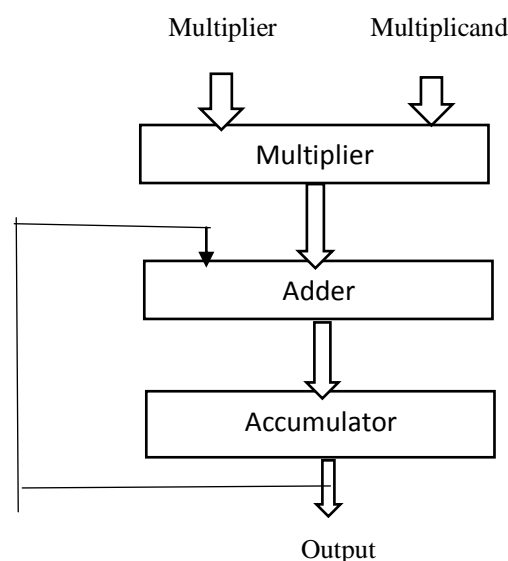 Multiplier Multiplicand
Multiplier
Adder
Accumulator
Output